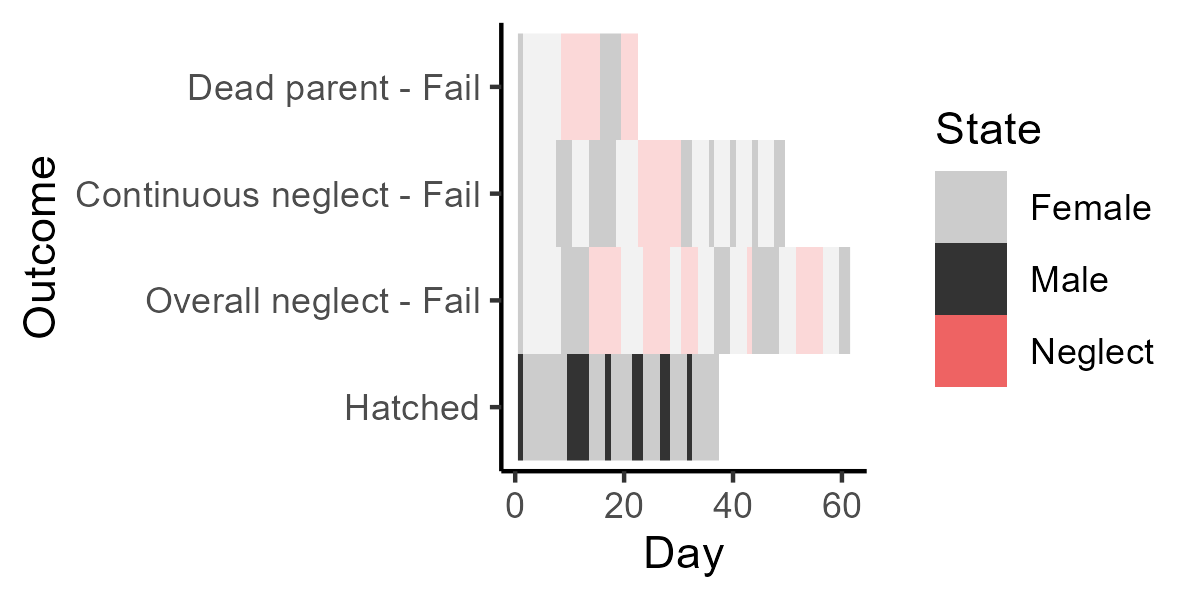 Outcome
Dead parent - Fail
Continuous neglect - Fail
Overall neglect - Fail
Hatched
0 20 40 60
Day
State
Female
Male
Neglect